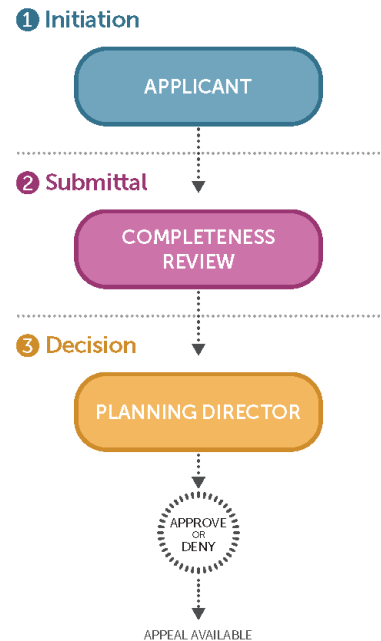 1 Initiation
APPLICANT
2 Submittal
COMPLETENESS
REVIEW
3 Decision
PLANNING DIRECTOR
APPROVE
OR
DENY
APPEAL AVAILABLE